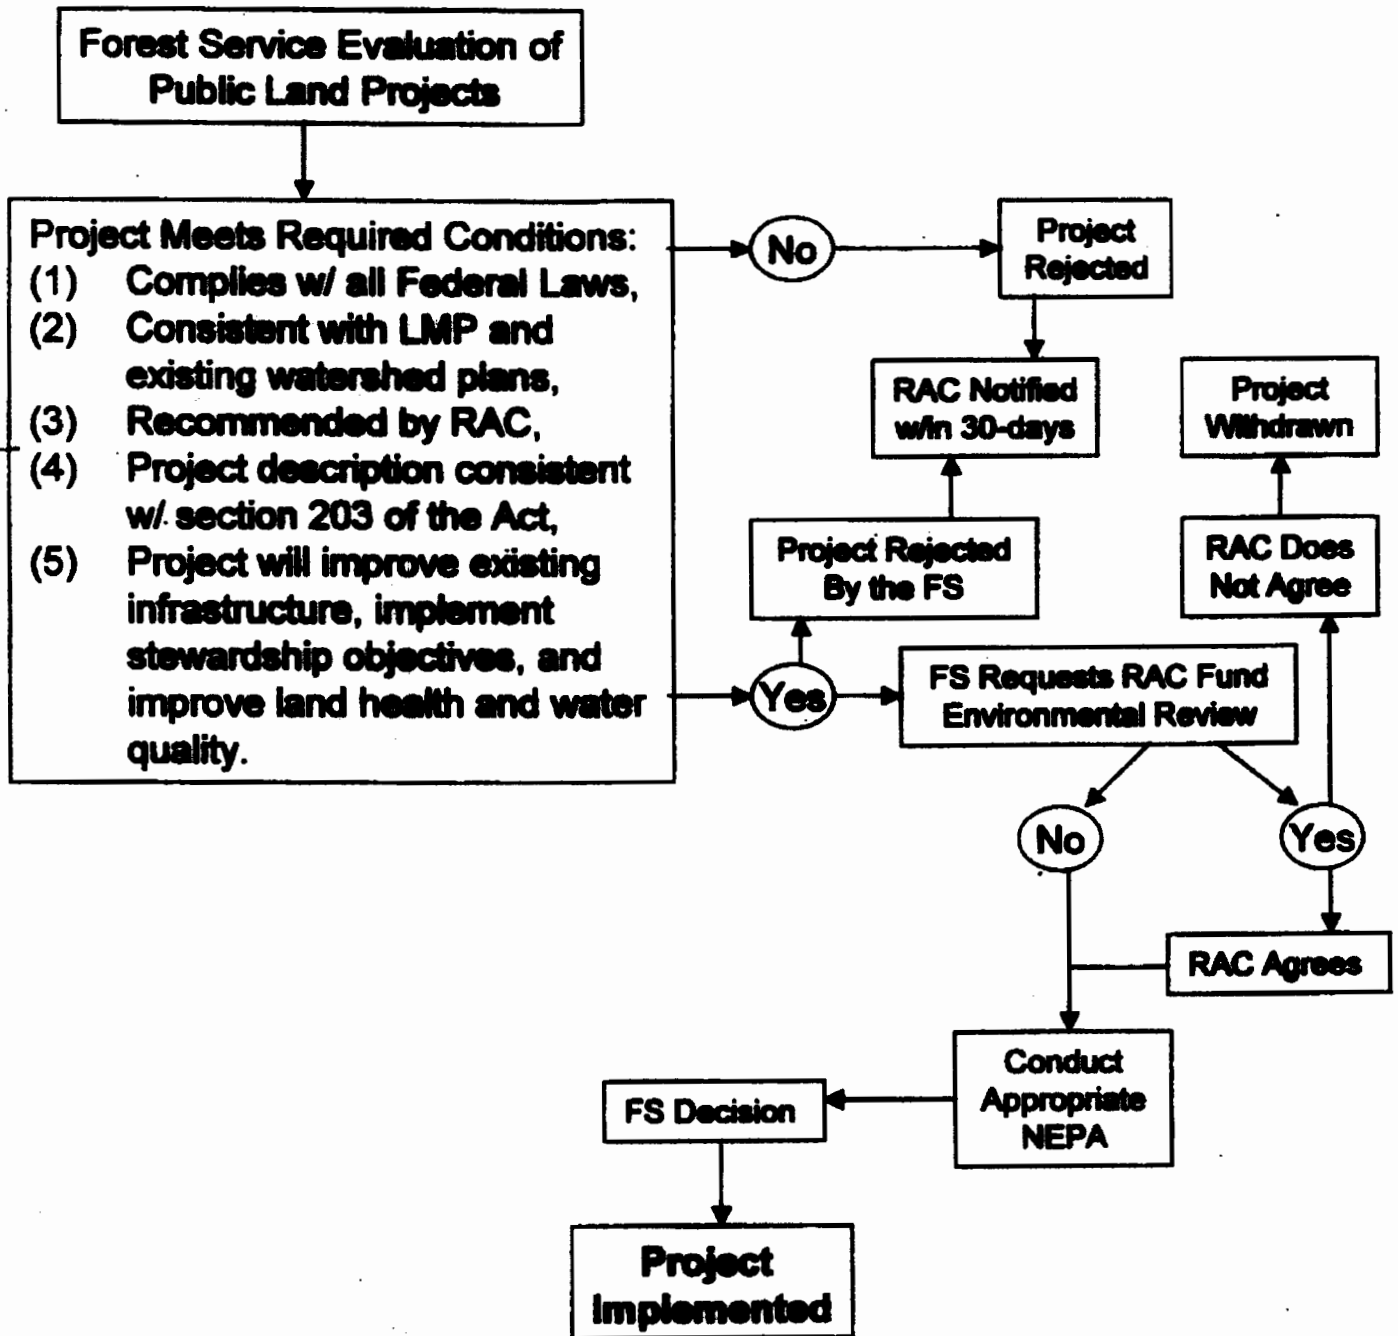 Forest Service Evaluation of
Public Land Projects
Project Meets Required Conditions:
(1) Complies w/ all Federal Laws,
(2) Consistent with LMP and
existing watershed plans,
(3) Recommended by RAC,
(4) Project description consistent
w/ section 203 of the Act,
(5) Project will improve existing
infrastructure, implement
stewardship objectives, and
improve land health and water
quality.
No
Project
Rejected
RAC Notified
w/in 30-days
Project
Withdrawn
Project Rejected
By the FS
RAC Does
Not Agree
Yes
FS Requests RAC Fund
Environmental Review
No
Yes
RAC Agrees
Conduct
Appropriate
NEPA
FS Decision
Project
Implemented